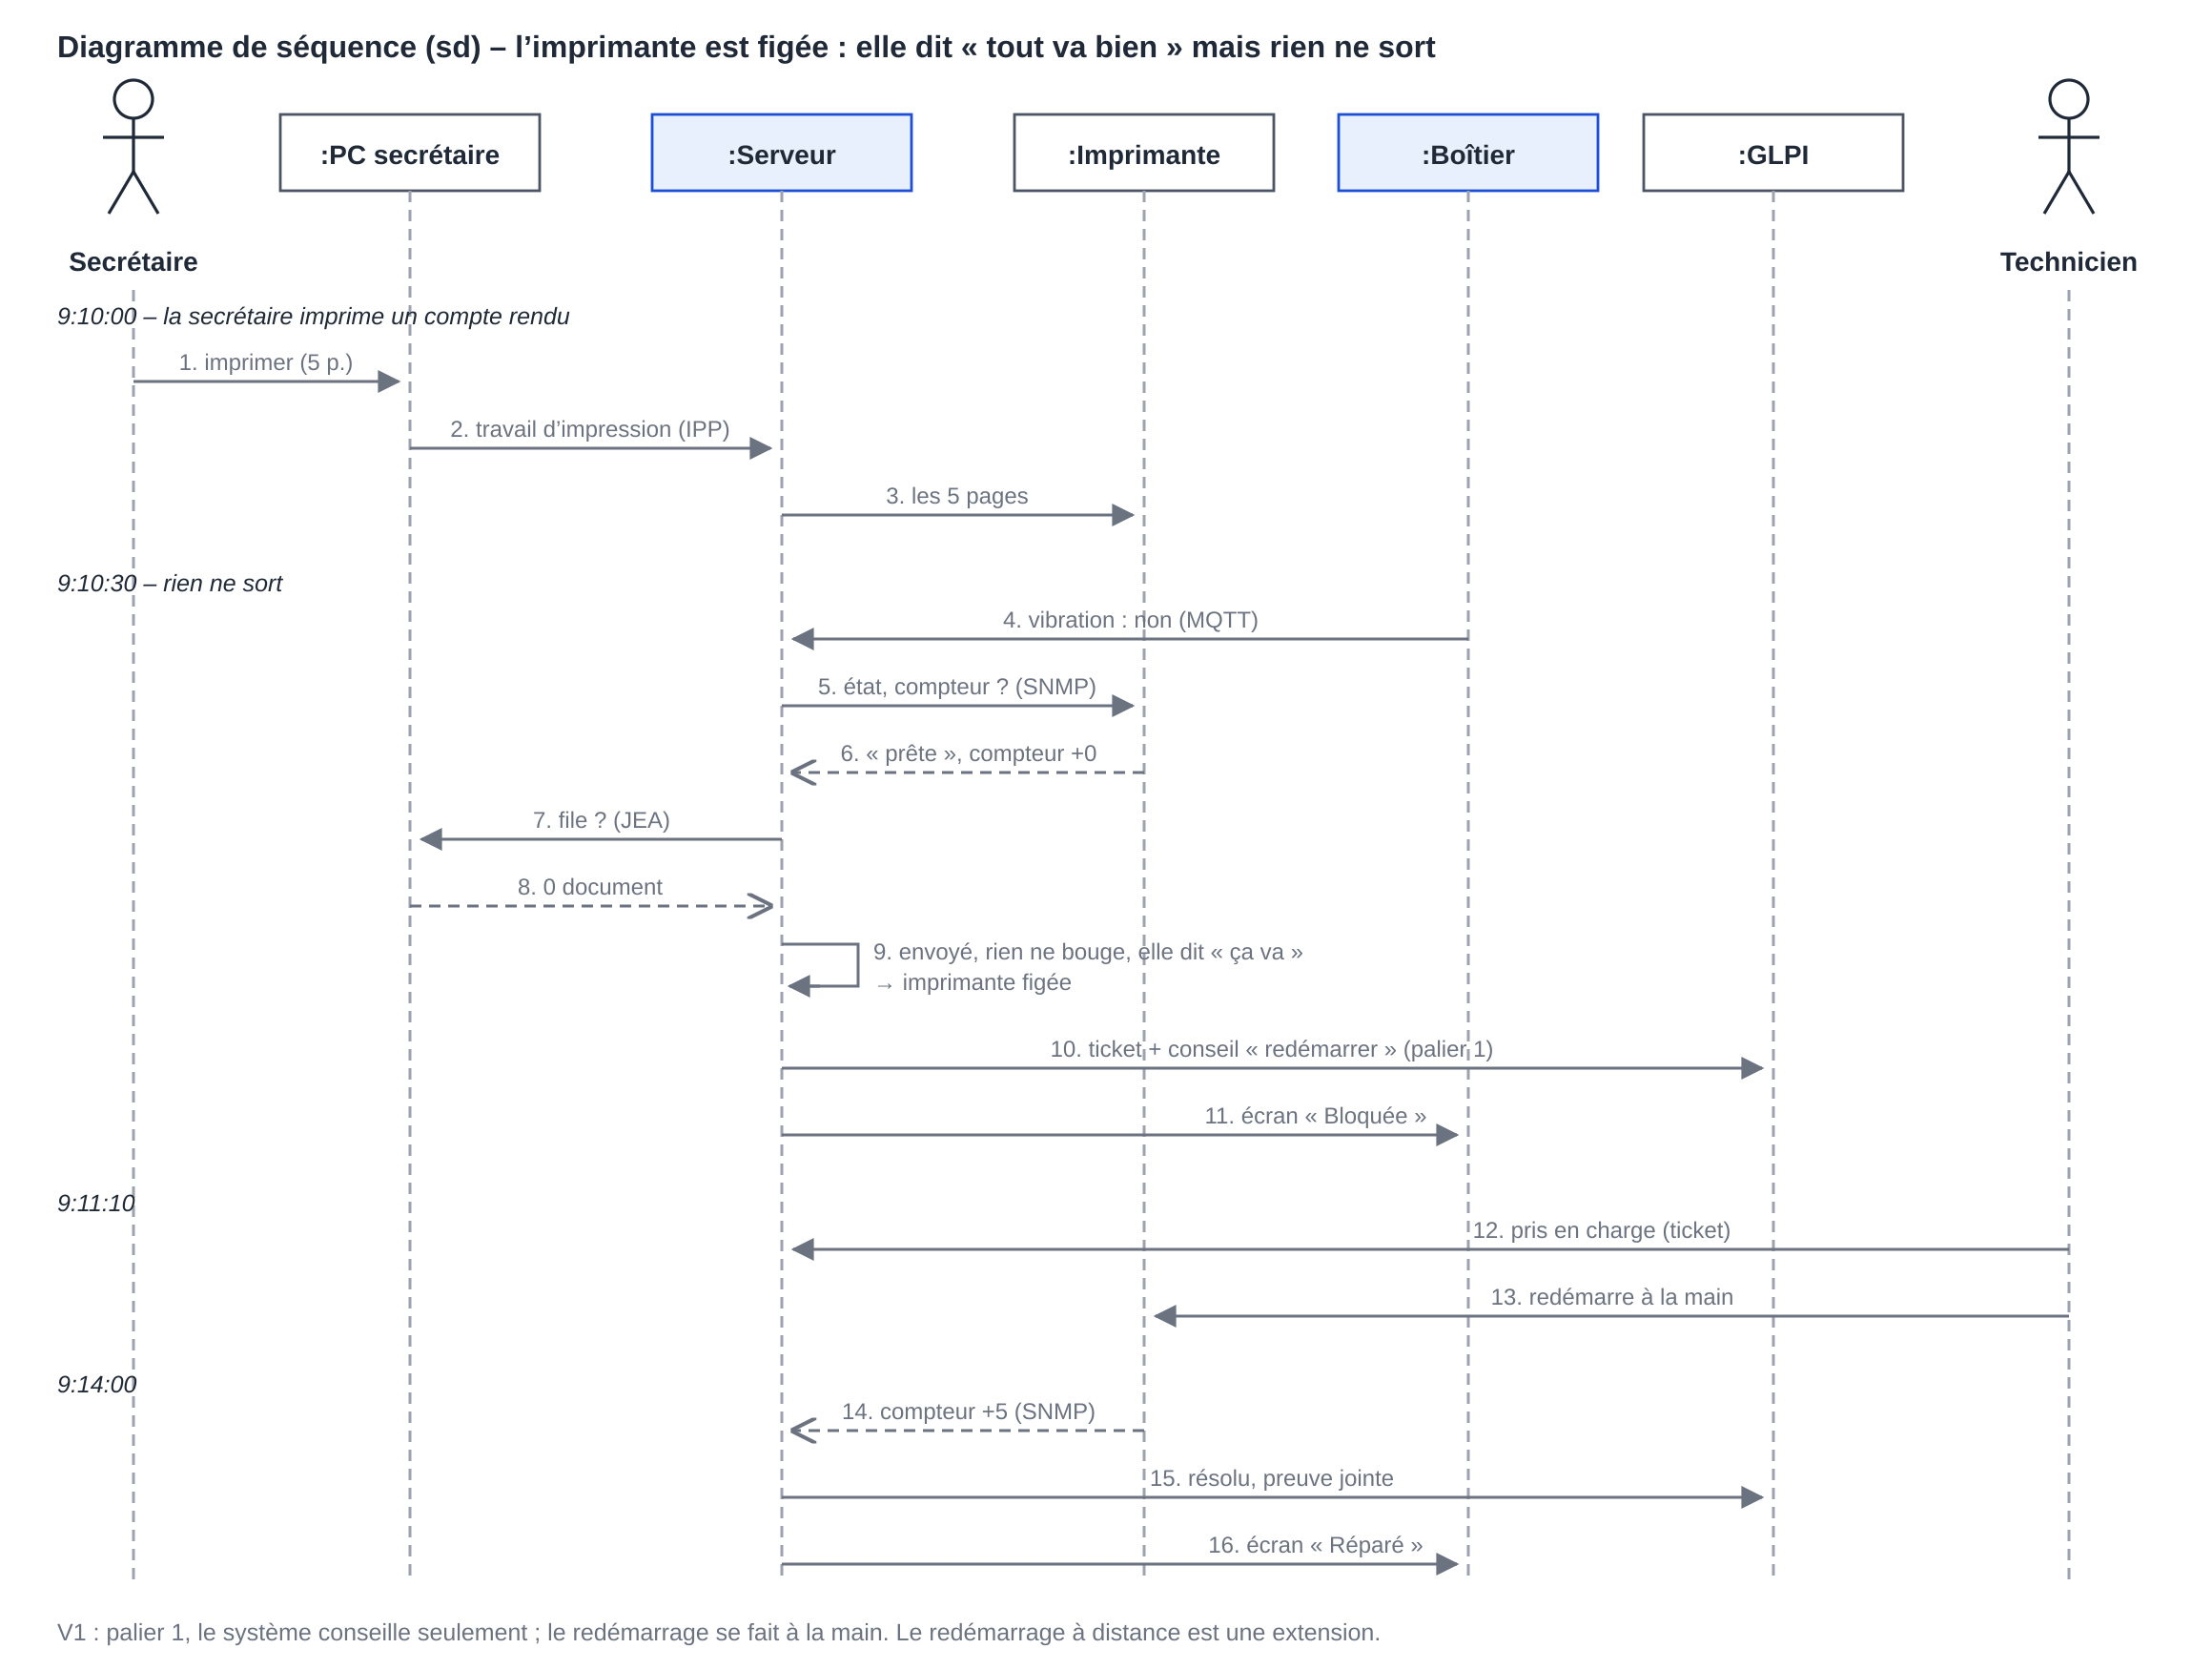 Diagramme de séquence (sd) – l’imprimante est figée : elle dit « tout va bien » mais rien ne sort
:PC secrétaire
:Serveur
:Imprimante
:Boîtier
:GLPI
Secrétaire
Technicien
9:10:00 – la secrétaire imprime un compte rendu
1. imprimer (5 p.)
2. travail d’impression (IPP)
3. les 5 pages
9:10:30 – rien ne sort
4. vibration : non (MQTT)
5. état, compteur ? (SNMP)
6. « prête », compteur +0
7. file ? (JEA)
8. 0 document
9. envoyé, rien ne bouge, elle dit « ça va »
→ imprimante figée
10. ticket + conseil « redémarrer » (palier 1)
11. écran « Bloquée »
9:11:10
12. pris en charge (ticket)
13. redémarre à la main
9:14:00
14. compteur +5 (SNMP)
15. résolu, preuve jointe
16. écran « Réparé »
V1 : palier 1, le système conseille seulement ; le redémarrage se fait à la main. Le redémarrage à distance est une extension.